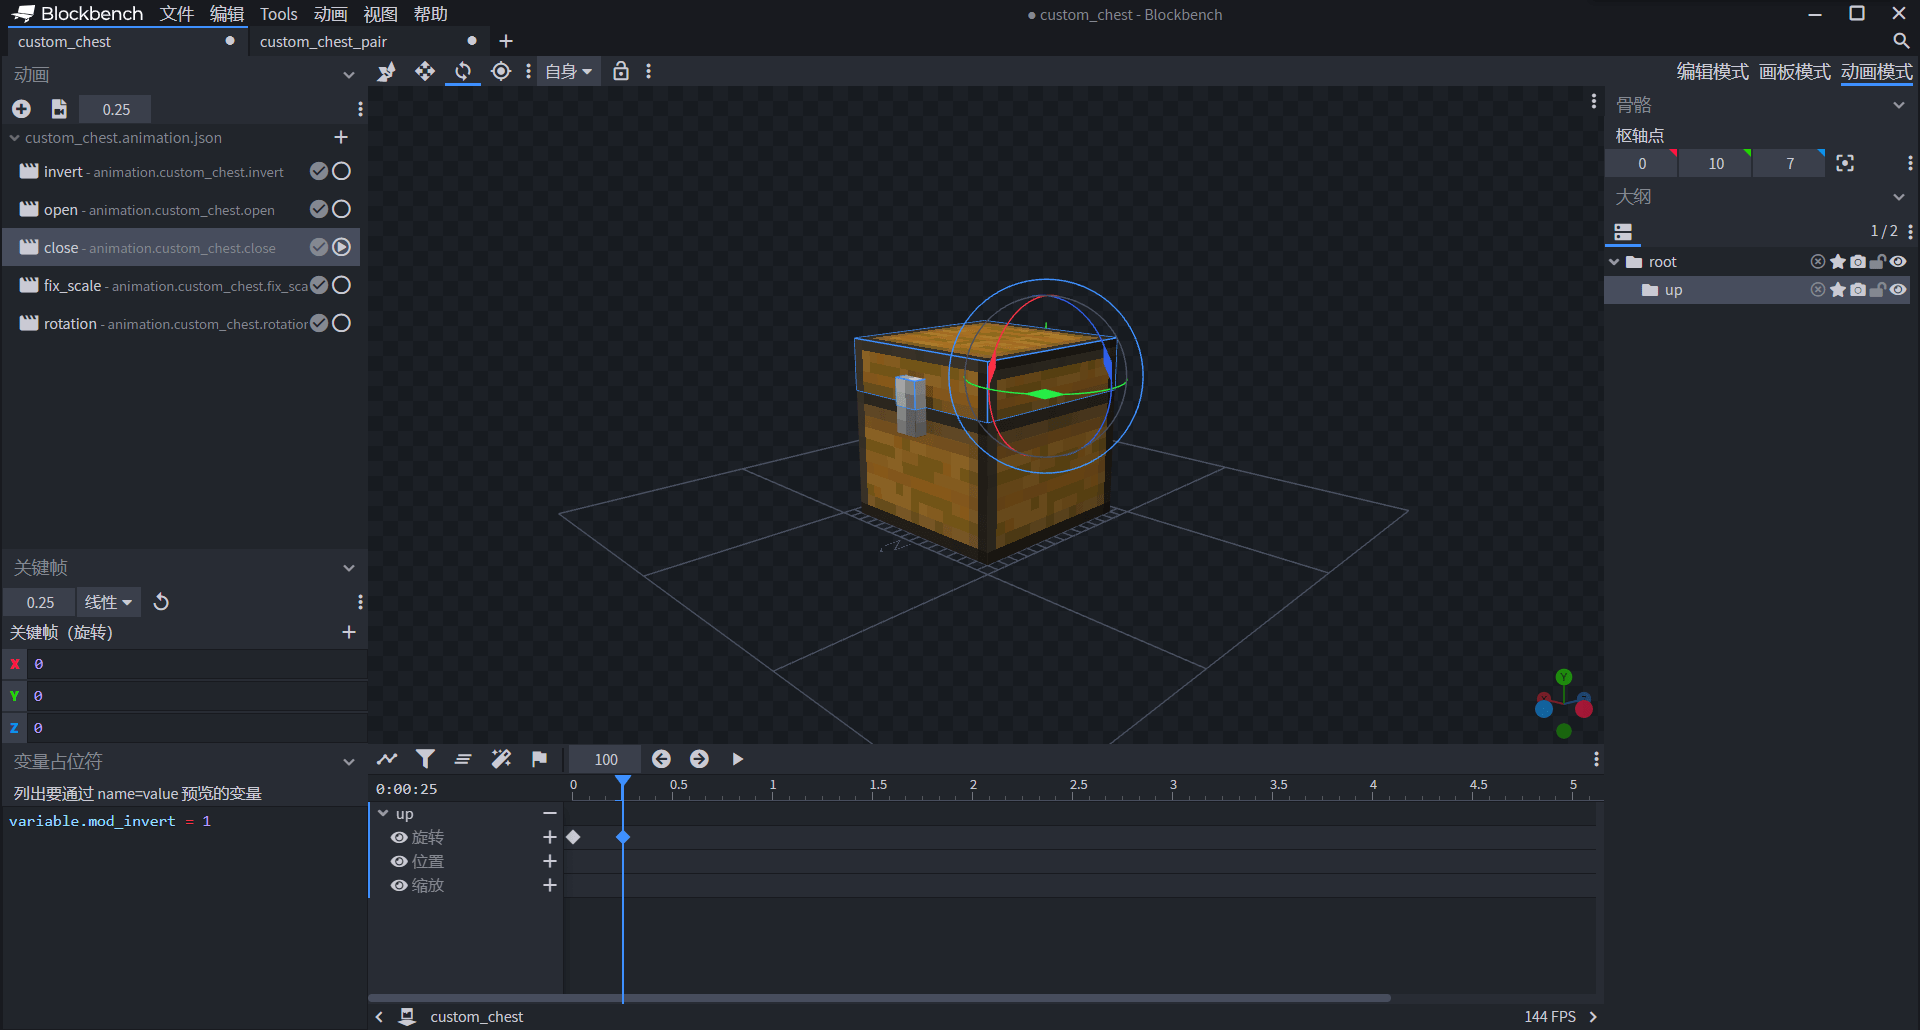 Blockbench 文件 编辑 Tools 动画 视图 帮助
custom_chest - Blockbench
custom_chest
custom_chest_pair
自身
编辑模式 画板模式 动画模式
动画
0.25
custom_chest.animation.json
invert - animation.custom_chest.invert
open - animation.custom_chest.open
close - animation.custom_chest.close
fix_scale - animation.custom_chest.fix_sca
rotation - animation.custom_chest.rotation
关键帧
0.25 线性
关键帧（旋转）
X 0
Y 0
Z 0
变量占位符
列出要通过 name=value 预览的变量
variable.mod_invert = 1
Y
100
0:00:25
0 0.5 1 1.5 2 2.5 3 3.5 4 4.5 5
up
旋转
位置
缩放
custom_chest
144 FPS
骨骼
枢轴点
0 10 7
大纲
1 / 2
root
up